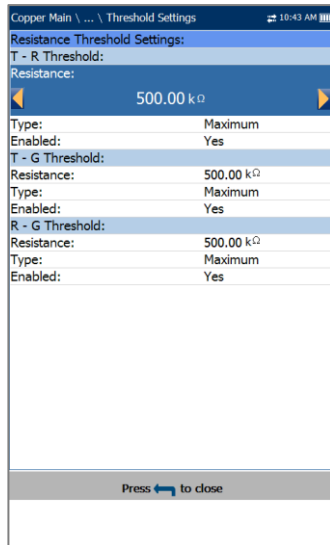 Copper Main \ ... \ Threshold Settings 10:43 AM
Resistance Threshold Settings:
T - R Threshold:
Resistance:
500.00 k Ω
Type: Maximum
Enabled: Yes
T - G Threshold:
Resistance: 500.00 kΩ
Type: Maximum
Enabled: Yes
R - G Threshold:
Resistance: 500.00 kΩ
Type: Maximum
Enabled: Yes
Press to close